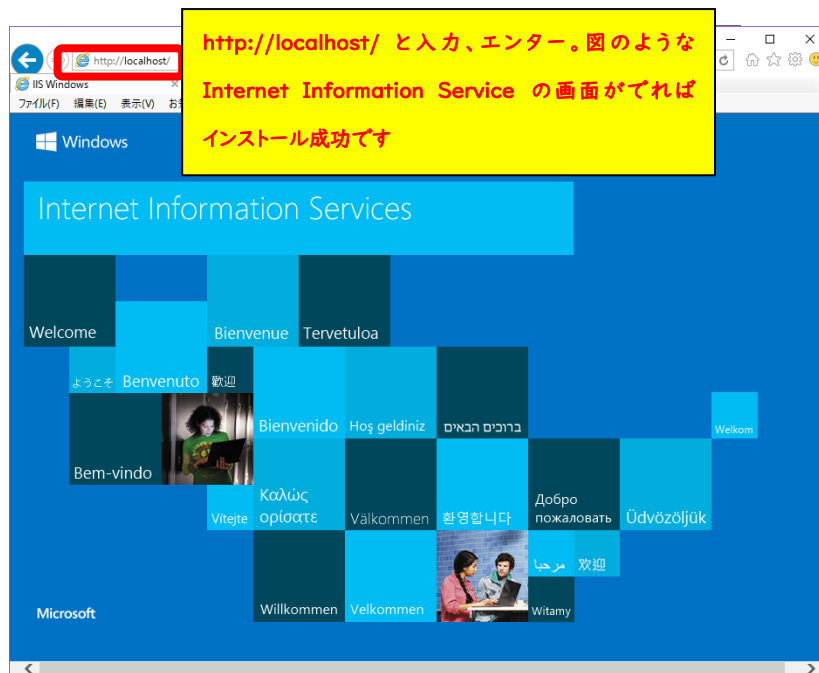 http://localhost/ と入力、エンター。図のような
Internet Information Service の画面がでれば
インストール成功です
http://localhost/
IIS Windows
ファイル(F) 編集(E) 表示(V)
Windows
Internet Information Services
Welcome
Bienvenue
Tervetuloa
ようこそ
Benvenuto
歡迎
Bienvenido
Hoş geldiniz
ברוכים הבאים
Welkom
Bem-vindo
Vítejte
Καλώς
ορίσατε
Välkommen
환영합니다
Добро
пожаловать
Üdvözöljük
مرحبا
欢迎
Willkommen
Velkommen
Witamy
Microsoft